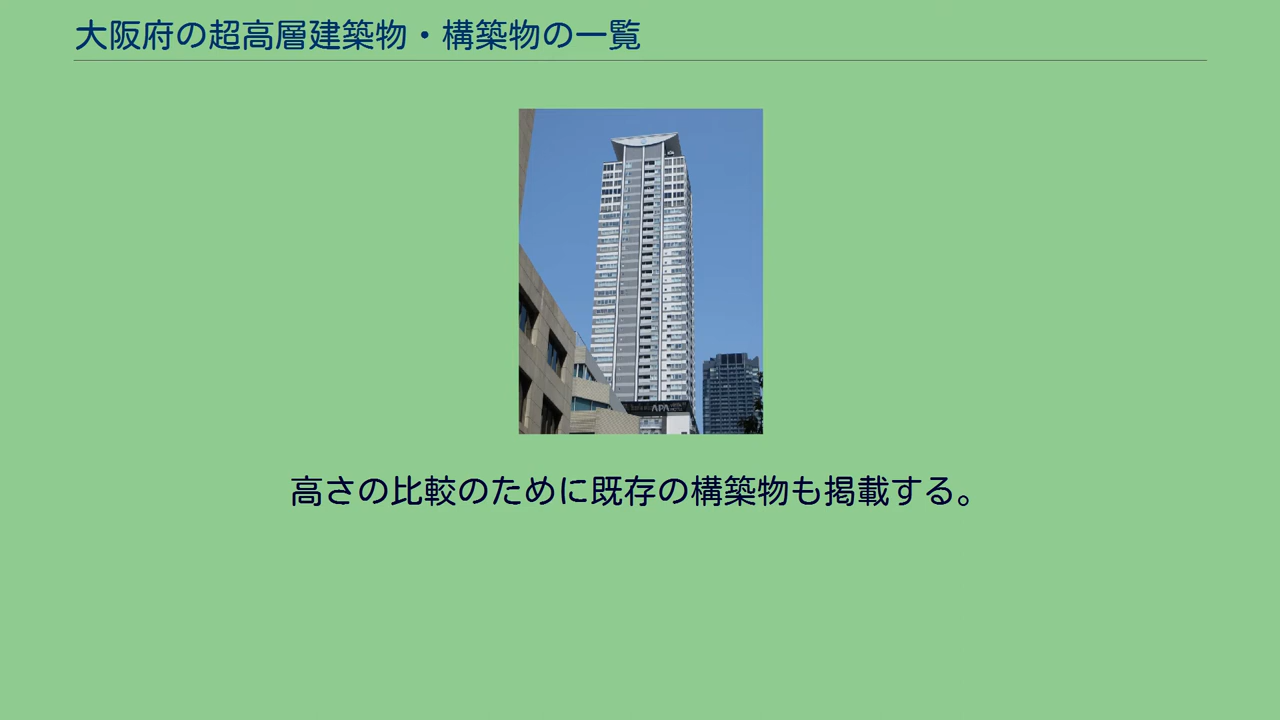 大阪府の超高層建築物・構築物の一覧
APA
高さの比較のために既存の構築物も掲載する。